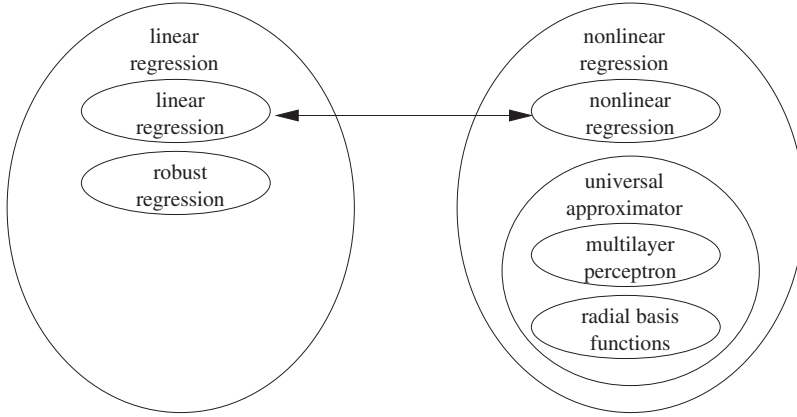 linear
regression
linear
regression
robust
regression
nonlinear
regression
nonlinear
regression
universal
approximator
multilayer
perceptron
radial basis
functions